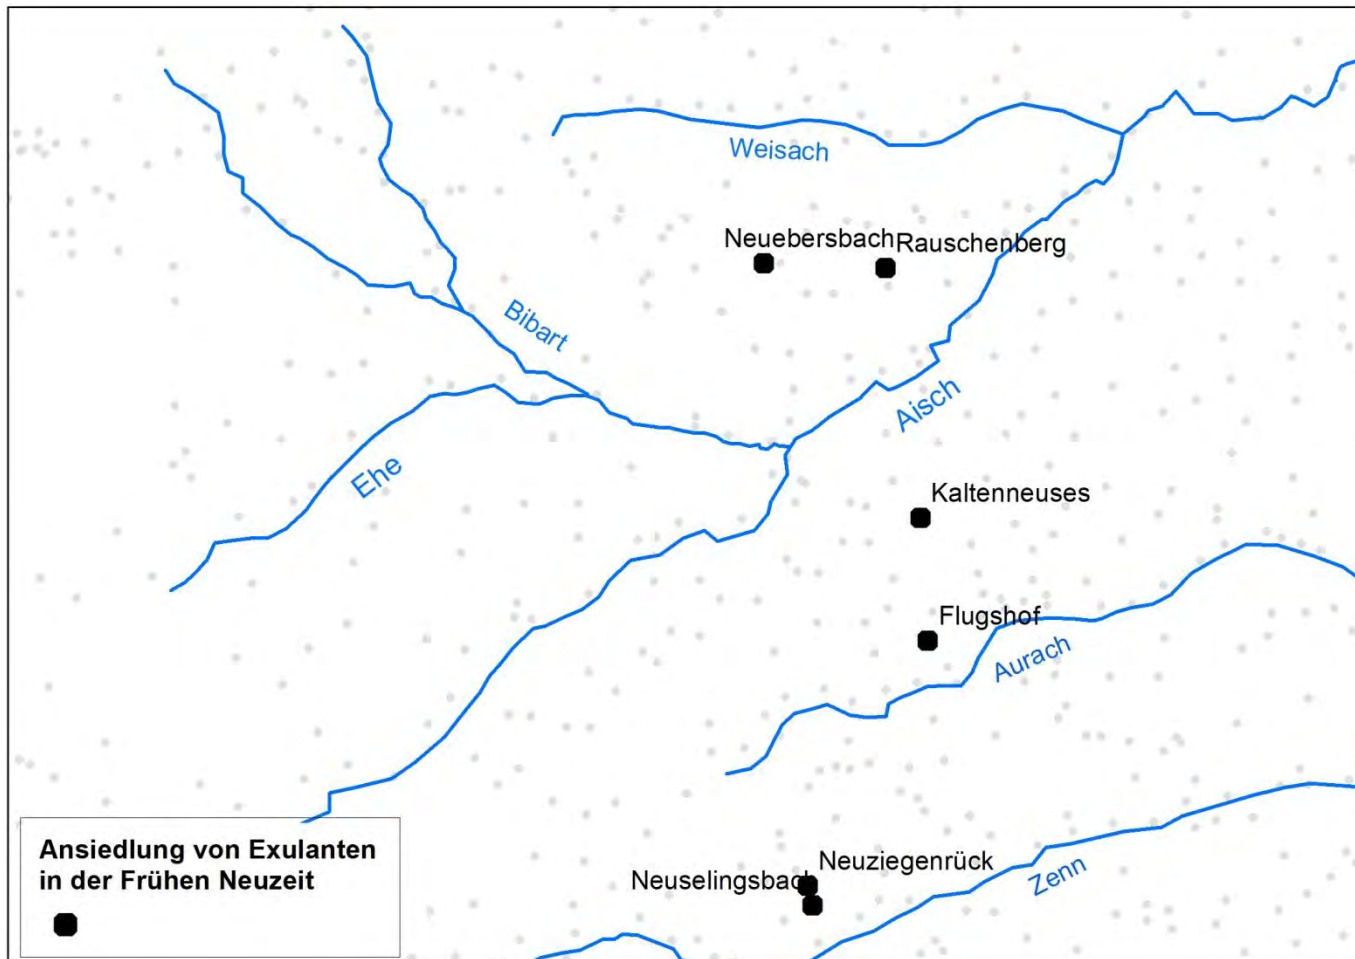 Weisach
Neuebersbach
Rauschenberg
Bibart
Aisch
Ehe
Kaltenneuses
Flugshof
Aurach
Neuziegenrück
Neuselingsbach
Zenn
Ansiedlung von Exulanten
in der Frühen Neuzeit